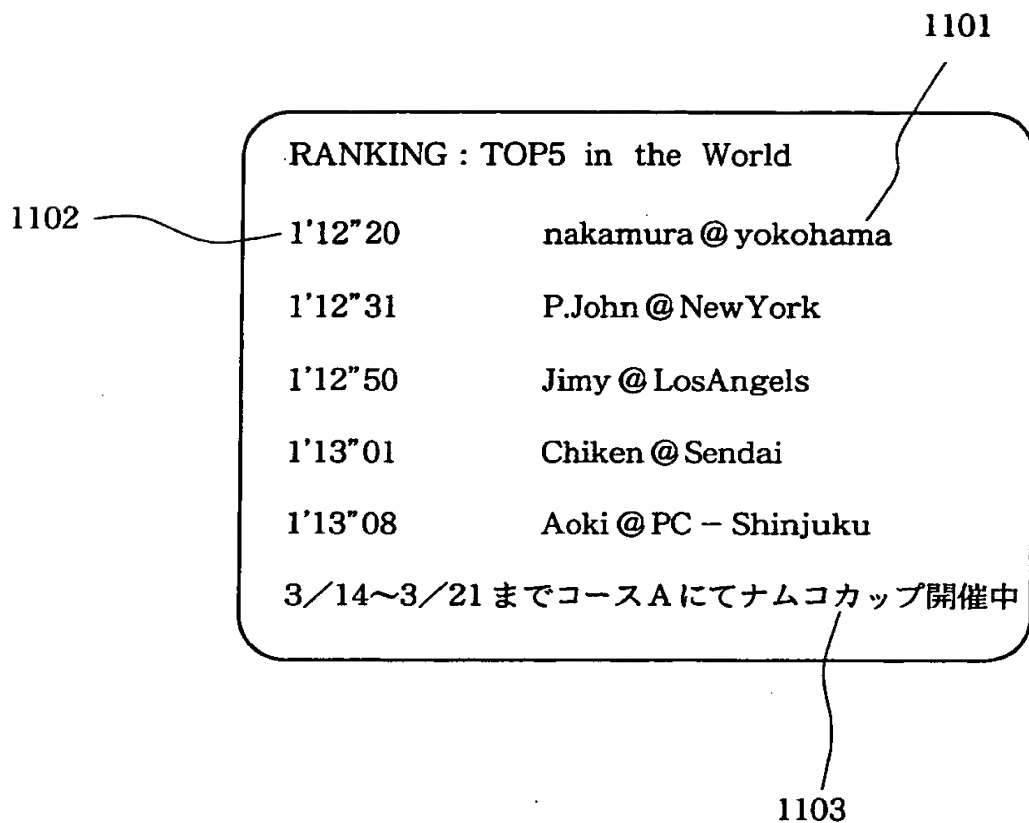 1101
RANKING : TOP5 in the World
1102
1'12"20 nakamura@yokohama
1'12"31 P.John@NewYork
1'12"50 Jimy@LosAngels
1'13"01 Chiken@Sendai
1'13"08 Aoki@PC－Shinjuku
3／14〜3／21までコースAにてナムコカップ開催中
1103